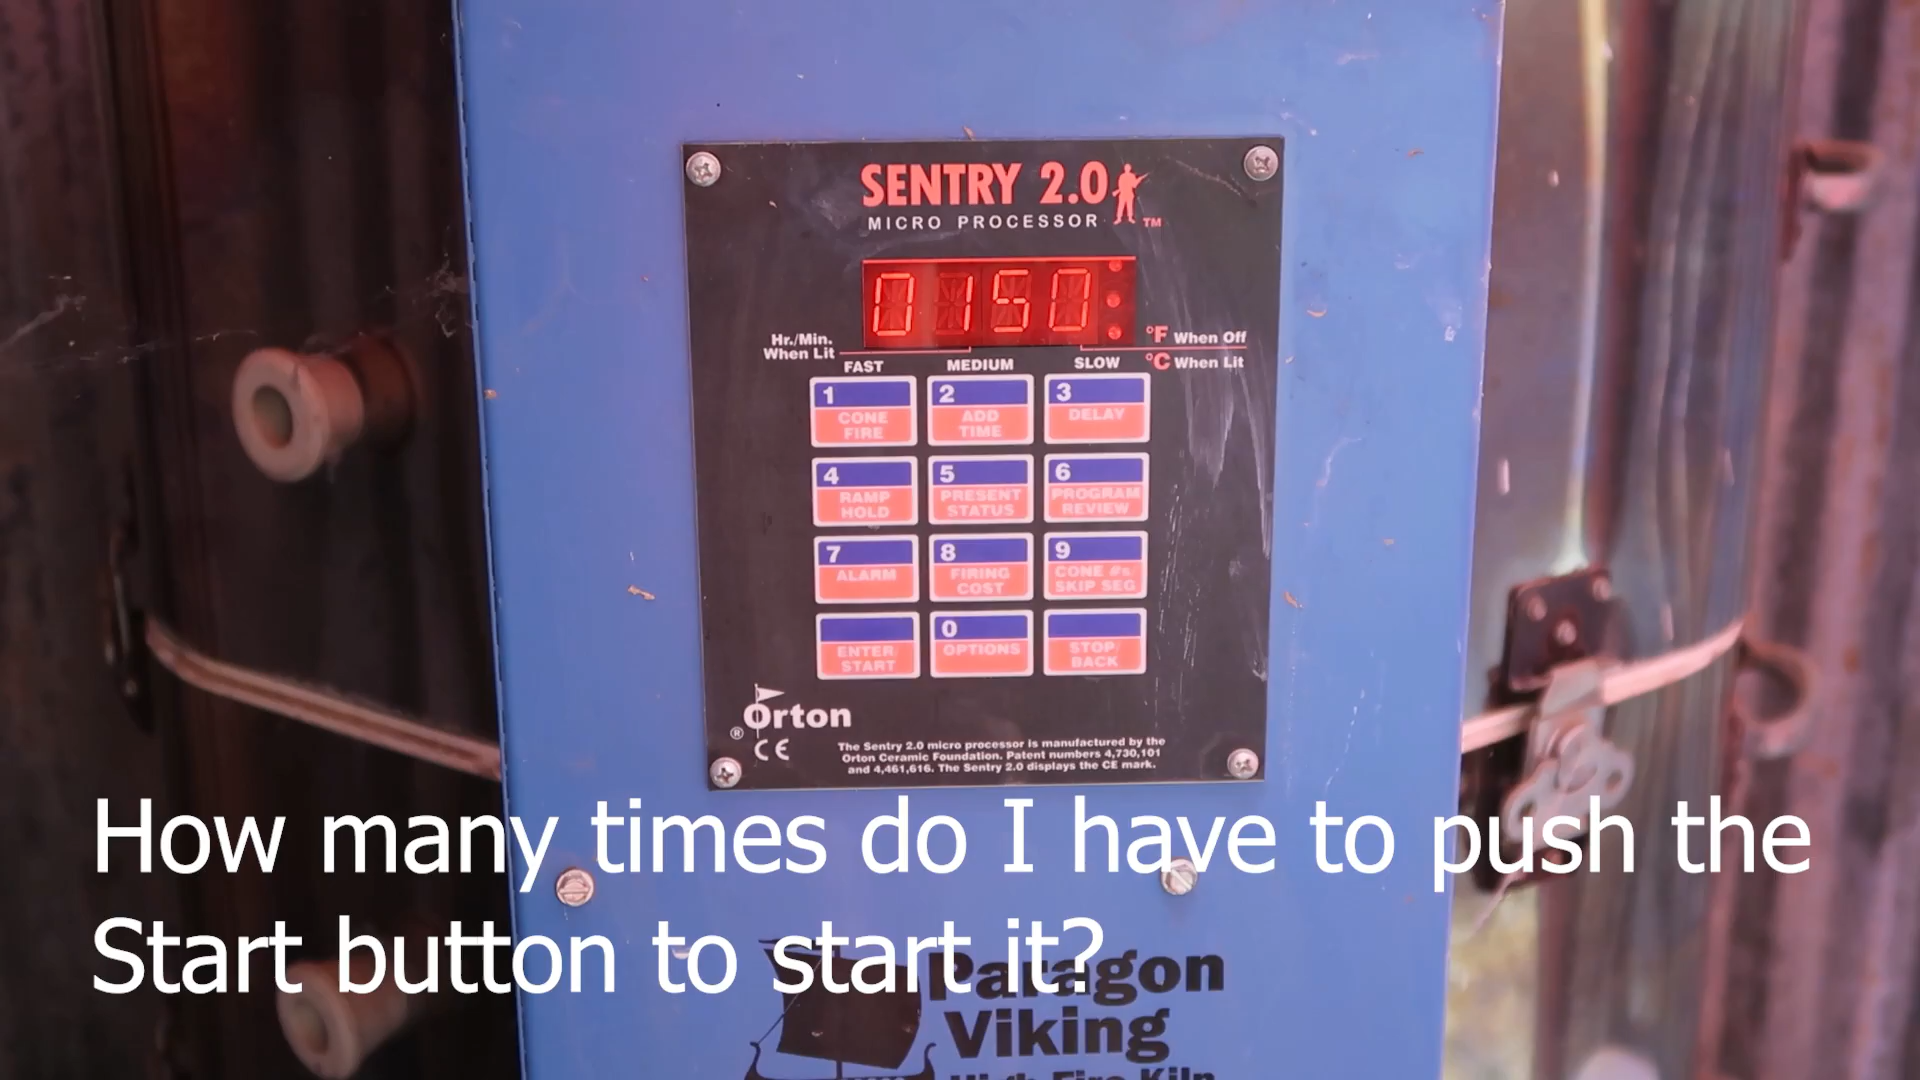 SENTRY 2.0
TM
MICRO PROCESSOR
0150
Hr./Min.
When Lit
°F When Off
°C When Lit
FAST MEDIUM SLOW
1 CONE FIRE
2 ADD TIME
3 DELAY
4 RAMP HOLD
5 PRESENT STATUS
6 PROGRAM REVIEW
7 ALARM
8 FIRING COST
9 CONE #s. SKIP SEG
ENTER/ START
0 OPTIONS
STOP/ BACK
Orton
®
CE
The Sentry 2.0 micro processor is manufactured by the
Orton Ceramic Foundation. Patent numbers 4,730,101
and 4,461,616. The Sentry 2.0 displays the CE mark.
How many times do I have to push the
Start button to start it?
Paragon
Viking
High Fire Kiln